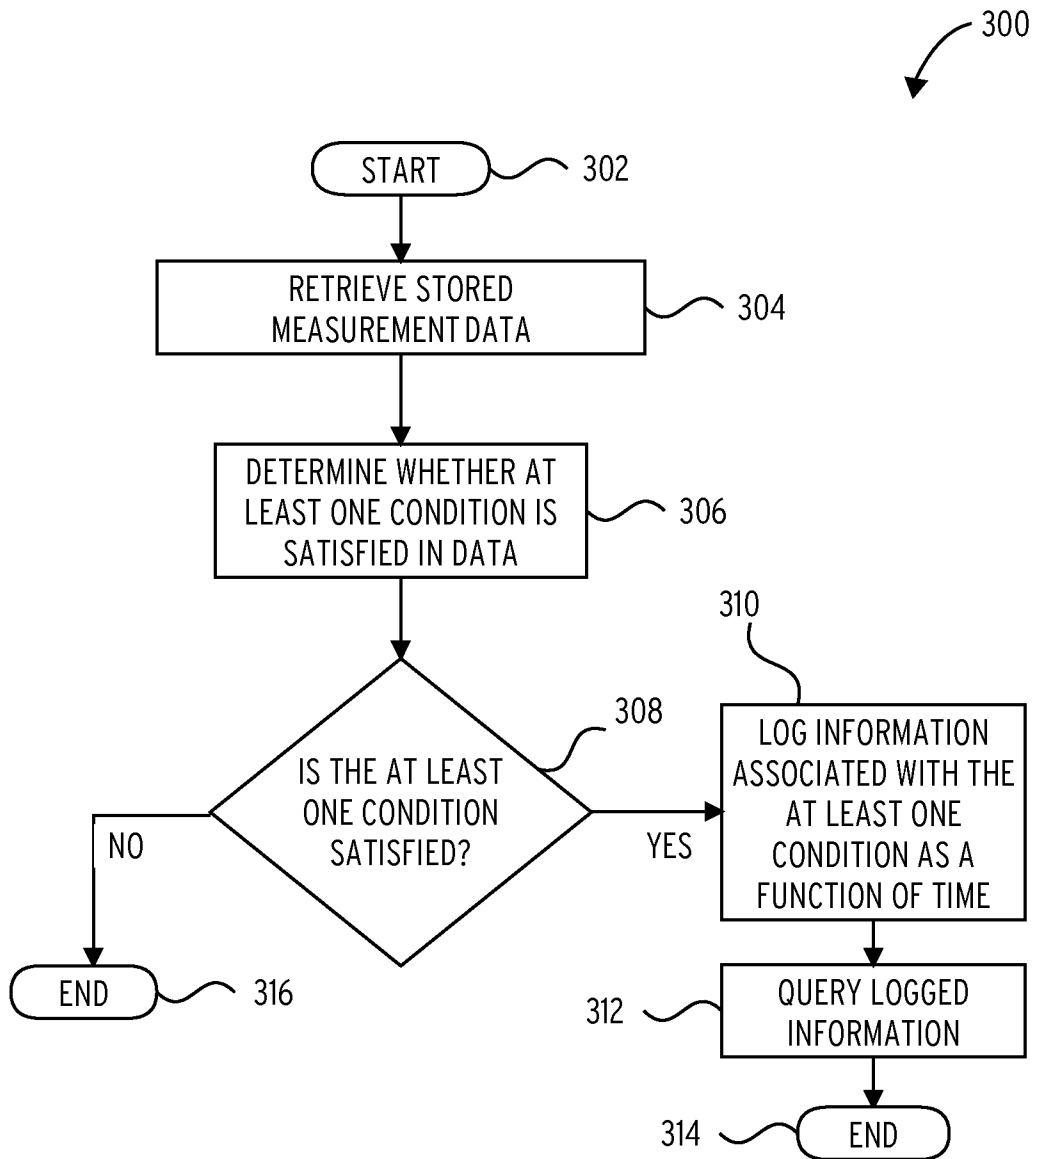 300
START
302
RETRIEVE STORED
MEASUREMENT DATA
304
DETERMINE WHETHER AT
LEAST ONE CONDITION IS
SATISFIED IN DATA
306
IS THE AT LEAST
ONE CONDITION
SATISFIED?
308
310
LOG INFORMATION
ASSOCIATED WITH THE
AT LEAST ONE
CONDITION AS A
FUNCTION OF TIME
NO
YES
END
316
312
QUERY LOGGED
INFORMATION
314
END